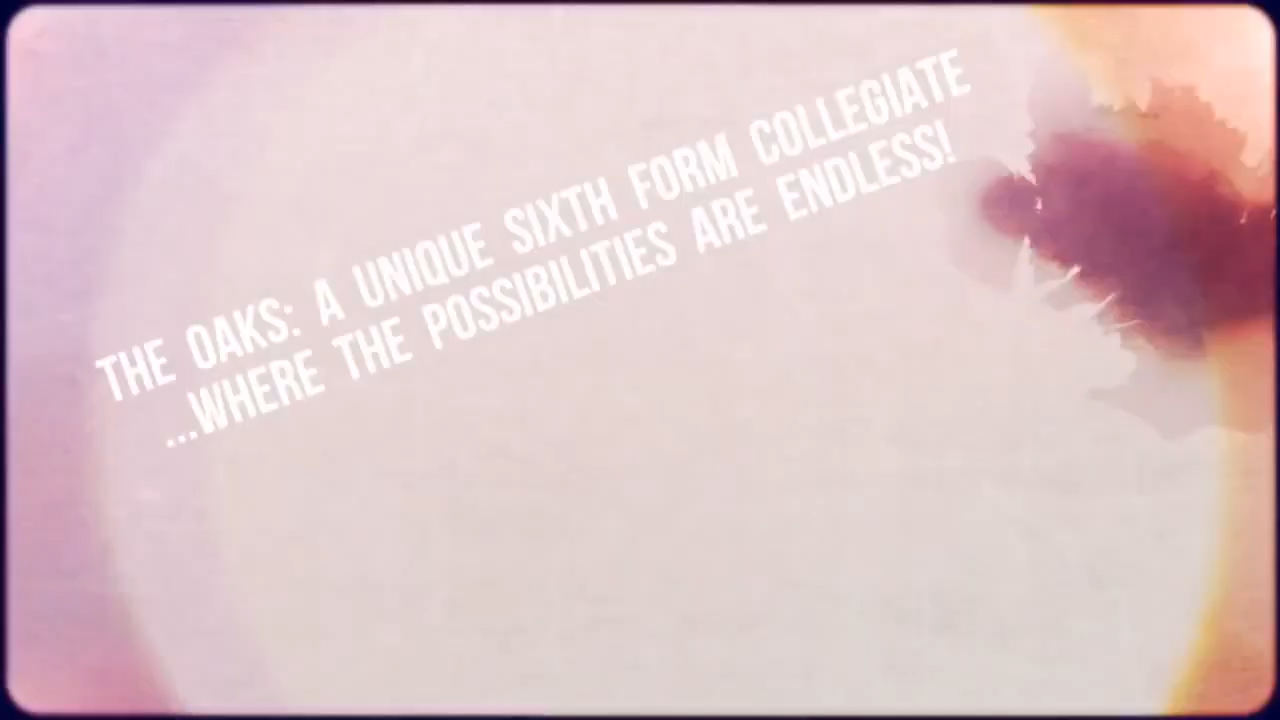 THE OAKS: A UNIQUE SIXTH FORM COLLEGIATE
...WHERE THE POSSIBILITIES ARE ENDLESS!